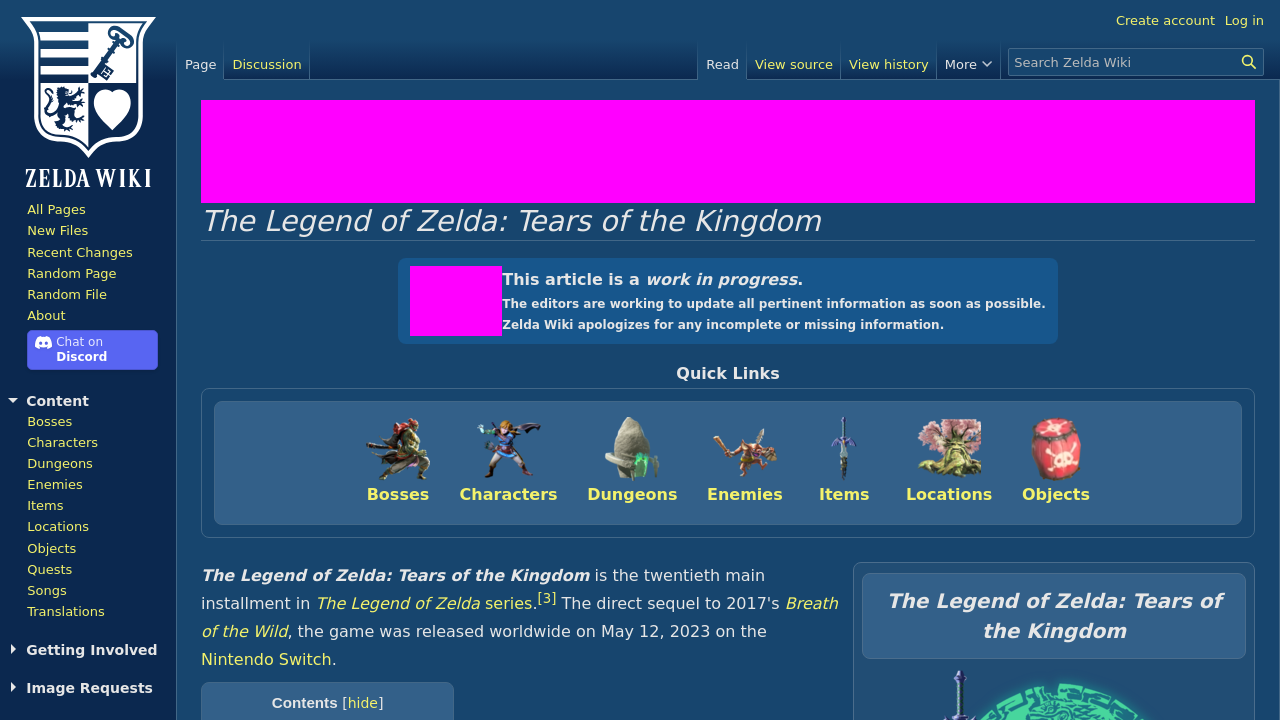 Create account Log in
Page Discussion Read View source View history More Search Zelda Wiki
ZELDA WIKI
All Pages
New Files
Recent Changes
Random Page
Random File
About
Chat on
Discord
Content
Bosses
Characters
Dungeons
Enemies
Items
Locations
Objects
Quests
Songs
Translations
Getting Involved
Image Requests
The Legend of Zelda: Tears of the Kingdom
This article is a work in progress.
The editors are working to update all pertinent information as soon as possible.
Zelda Wiki apologizes for any incomplete or missing information.
Quick Links
Bosses Characters Dungeons Enemies Items Locations Objects
The Legend of Zelda: Tears of the Kingdom is the twentieth main
installment in The Legend of Zelda series.[3] The direct sequel to 2017's Breath
of the Wild, the game was released worldwide on May 12, 2023 on the
Nintendo Switch.
Contents [hide]
The Legend of Zelda: Tears of
the Kingdom